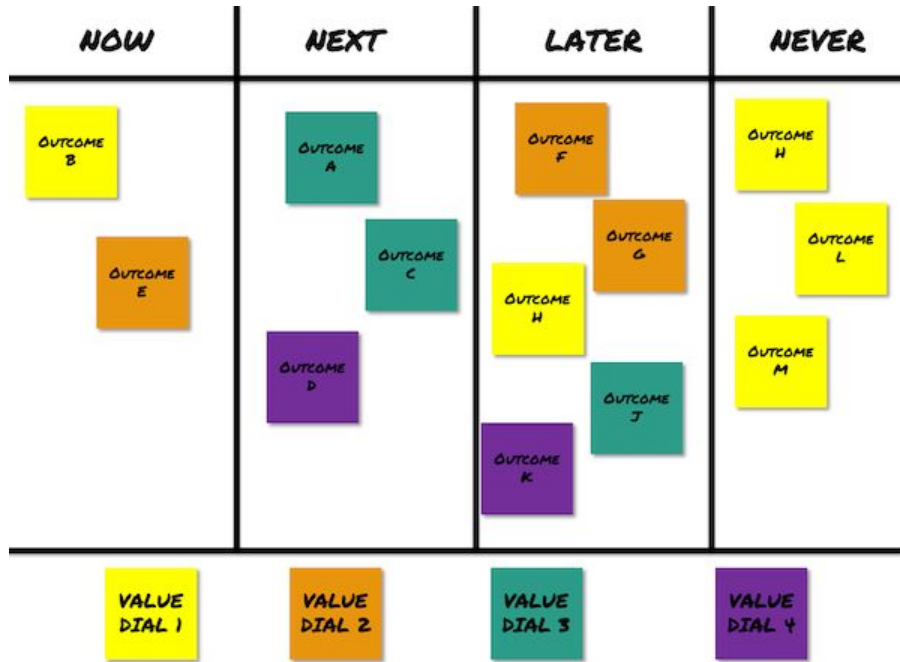 NOW
NEXT
LATER
NEVER
OUTCOME
B
OUTCOME
E
OUTCOME
A
OUTCOME
C
OUTCOME
D
OUTCOME
F
OUTCOME
G
OUTCOME
H
OUTCOME
J
OUTCOME
K
OUTCOME
H
OUTCOME
L
OUTCOME
M
VALUE
DIAL 1
VALUE
DIAL 2
VALUE
DIAL 3
VALUE
DIAL 4